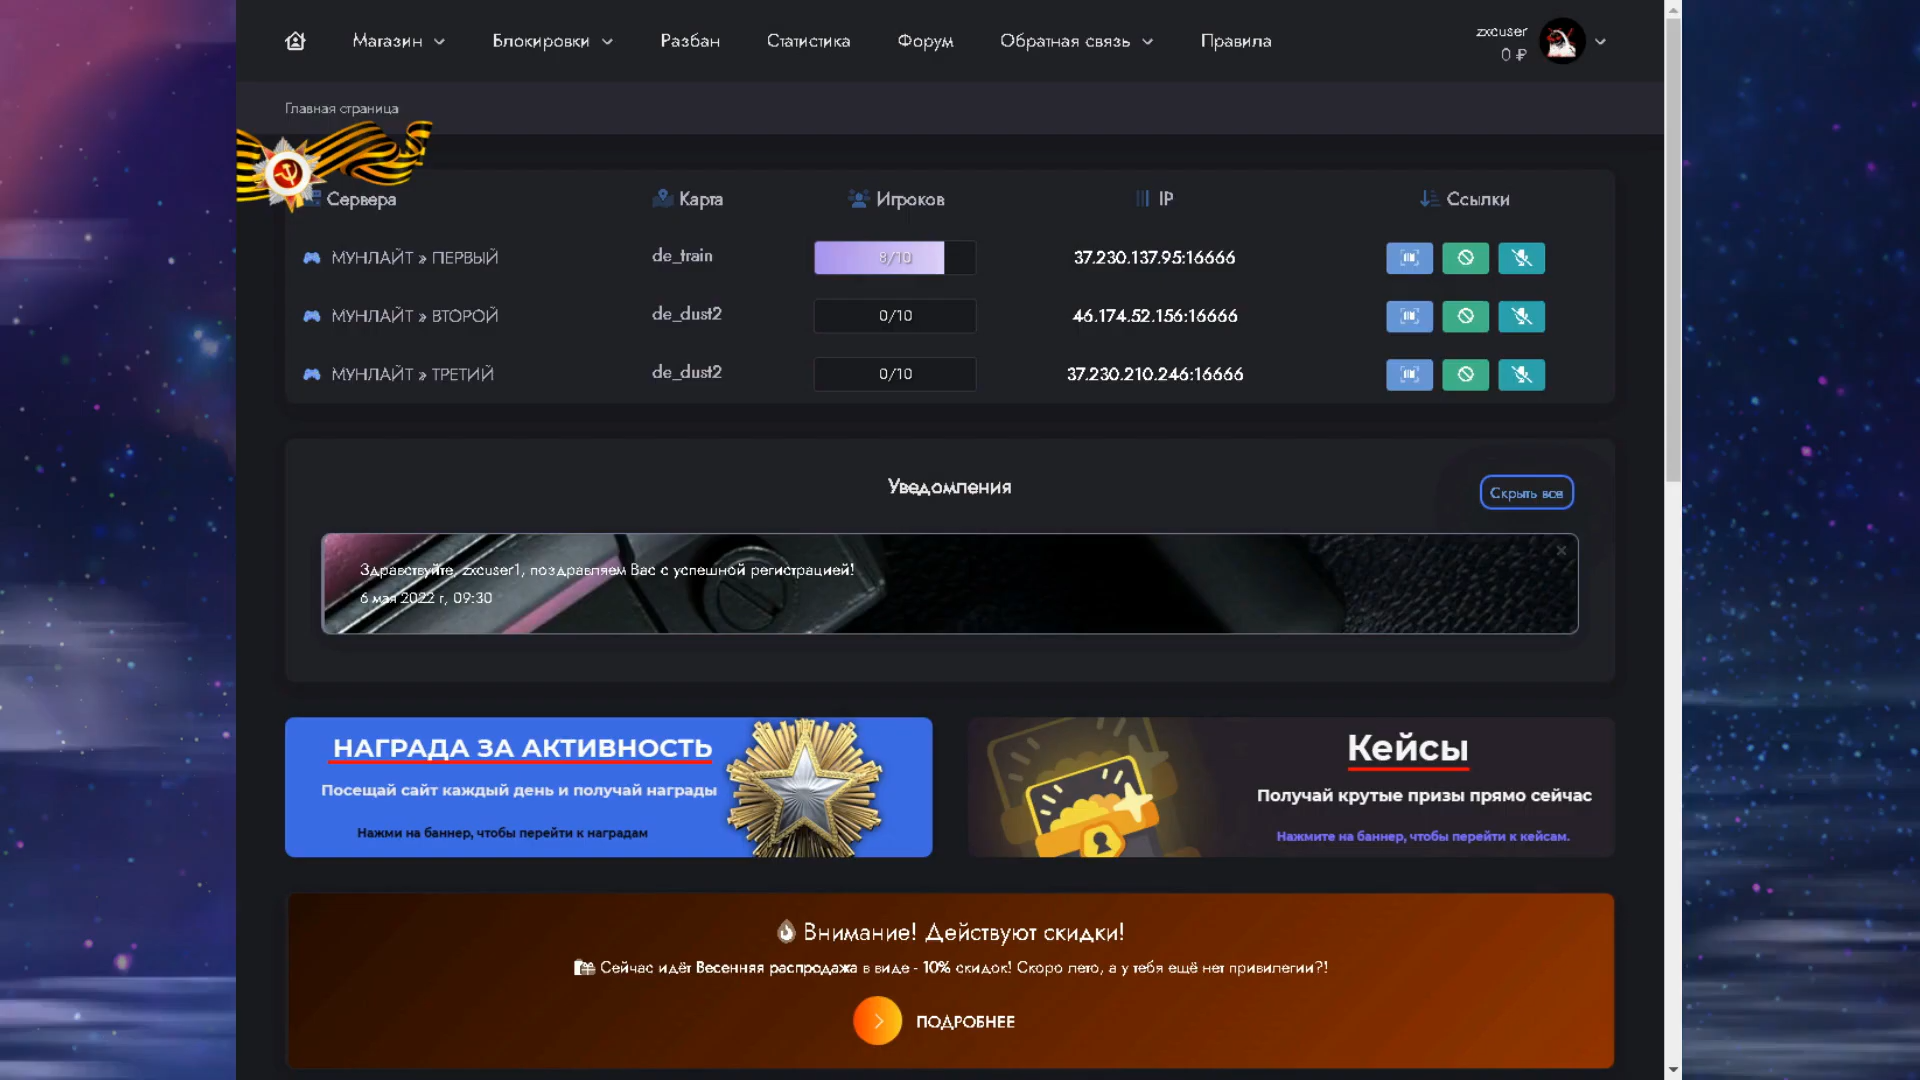 Магазин Блокировки Разбан Статистика Форум Обратная связь Правила zxcuser
0 ₽
Главная страница
Сервера Карта Игроков IP Ссылки
МУНЛАЙТ » ПЕРВЫЙ de_train 8/10 37.230.137.95:16666
МУНЛАЙТ » ВТОРОЙ de_dust2 0/10 46.174.52.156:16666
МУНЛАЙТ » ТРЕТИЙ de_dust2 0/10 37.230.210.246:16666
Уведомления
Скрыть все
Здравствуйте, zxcuser1, поздравляем Вас с успешной регистрацией!
6 мая 2022 г, 09:30
НАГРАДА ЗА АКТИВНОСТЬ
Посещай сайт каждый день и получай награды
Нажми на баннер, чтобы перейти к наградам
Кейсы
Получай крутые призы прямо сейчас
Нажмите на баннер, чтобы перейти к кейсам.
Внимание! Действуют скидки!
Сейчас идёт Весенняя распродажа в виде - 10% скидок! Скоро лето, а у тебя ещё нет привилегии?!
ПОДРОБНЕЕ